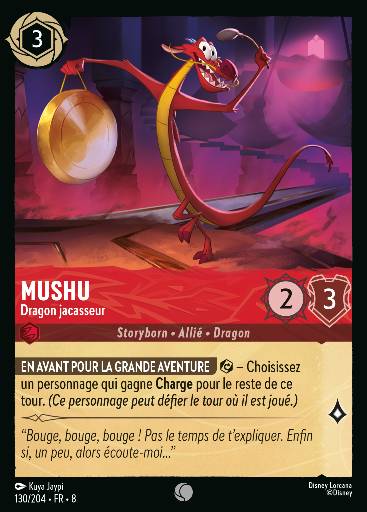 3
MUSHU
Dragon jacasseur
2
3
Storyborn • Allié • Dragon
EN AVANT POUR LA GRANDE AVENTURE – Choisissez
un personnage qui gagne Charge pour le reste de ce
tour. (Ce personnage peut défier le tour où il est joué.)
“Bouge, bouge, bouge ! Pas le temps de t’expliquer. Enfin
si, un peu, alors écoute-moi...”
Kuya Jaypi
130/204 • FR • 8
Disney Lorcana
©Disney